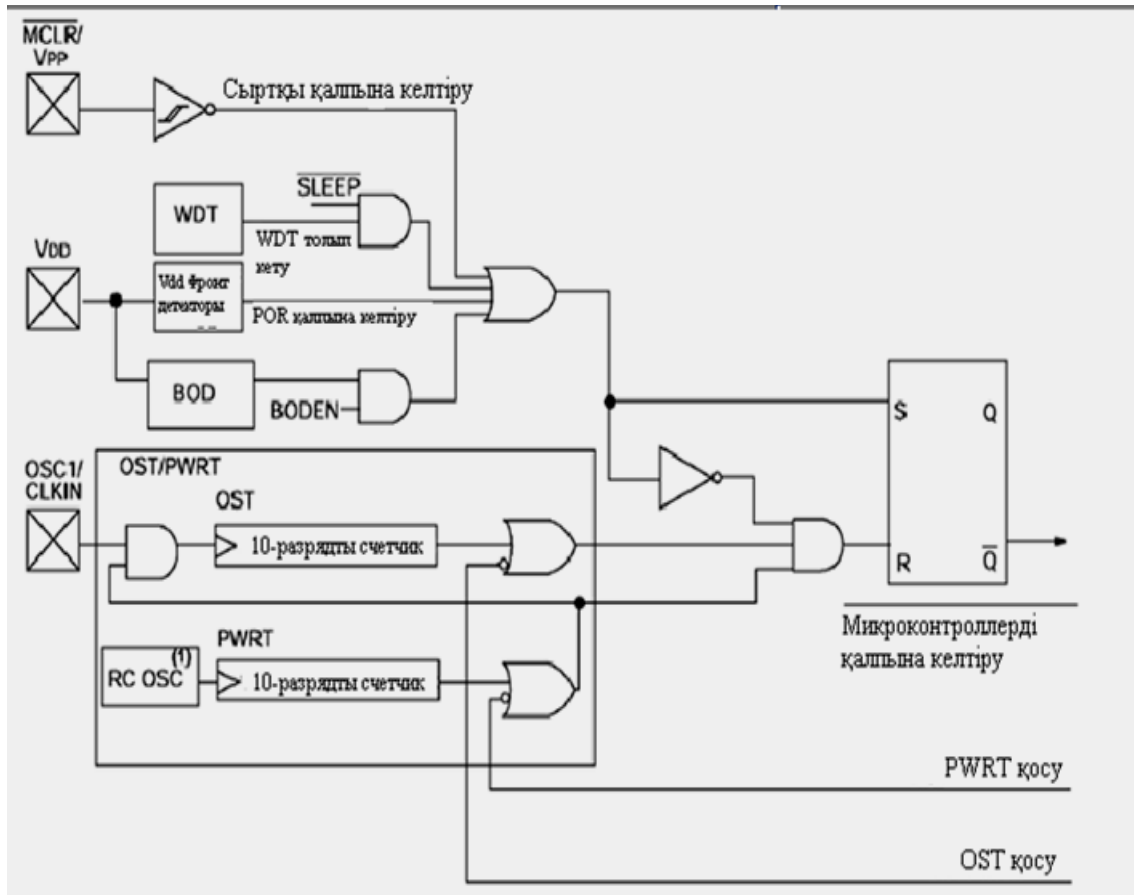 MCLR/
VPP
Сыртқы қалпына келтіру
SLEEP
WDT
WDT толып
кету
VDD
Vdd Фронт
детекторы
POR қалпына келтіру
BOD
BODEN
OSC1/
CLKIN
OST/PWRT
OST
10-разрядты счетчик
S
Q
R
Q
Микроконтроллерді
қалпына келтіру
PWRT
RC OSC
(1)
10-разрядты счетчик
PWRT қосу
OST қосу